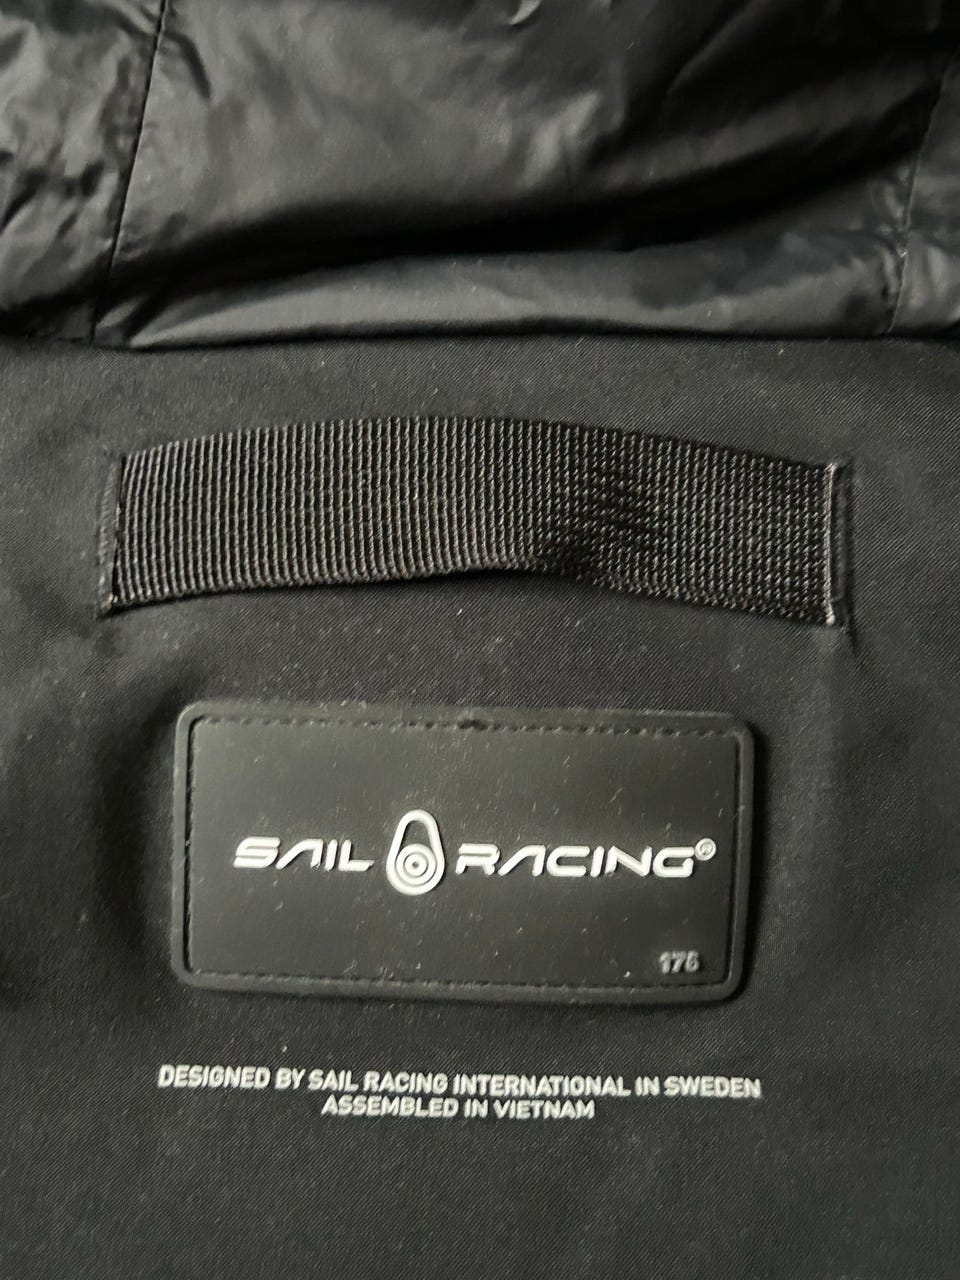 SAIL RACING®
176
DESIGNED BY SAIL RACING INTERNATIONAL IN SWEDEN
ASSEMBLED IN VIETNAM